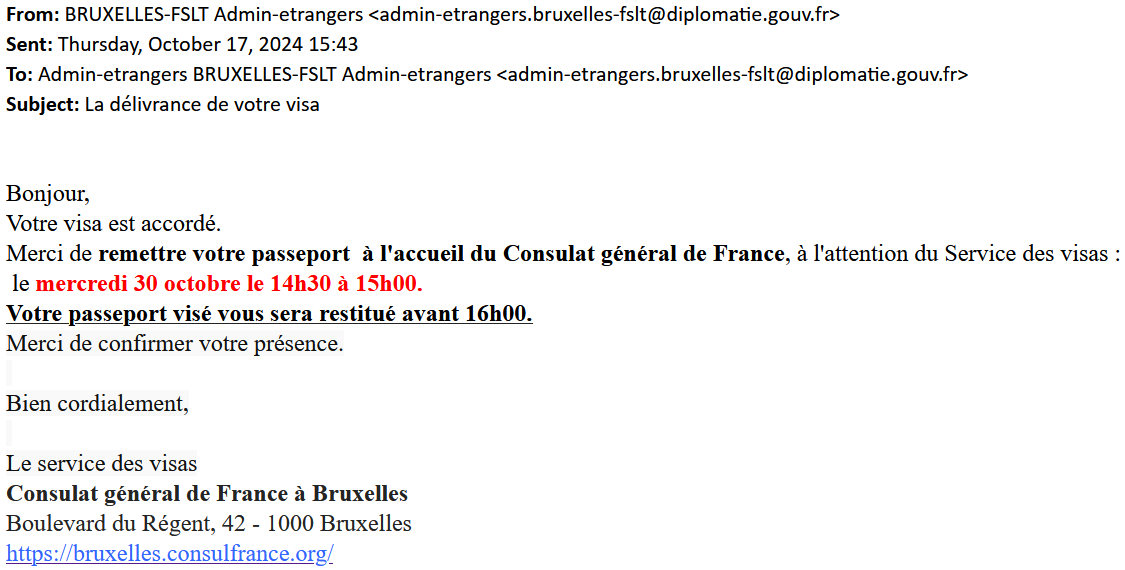 From: BRUXELLES-FSLT Admin-etrangers <admin-etrangers.bruxelles-fslt@diplomatie.gouv.fr>
Sent: Thursday, October 17, 2024 15:43
To: Admin-etrangers BRUXELLES-FSLT Admin-etrangers <admin-etrangers.bruxelles-fslt@diplomatie.gouv.fr>
Subject: La délivrance de votre visa
Bonjour,
Votre visa est accordé.
Merci de remettre votre passeport  à l'accueil du Consulat général de France, à l'attention du Service des visas :
le mercredi 30 octobre le 14h30 à 15h00.
Votre passeport visé vous sera restitué avant 16h00.
Merci de confirmer votre présence.
Bien cordialement,
Le service des visas
Consulat général de France à Bruxelles
Boulevard du Régent, 42 - 1000 Bruxelles
https://bruxelles.consulfrance.org/